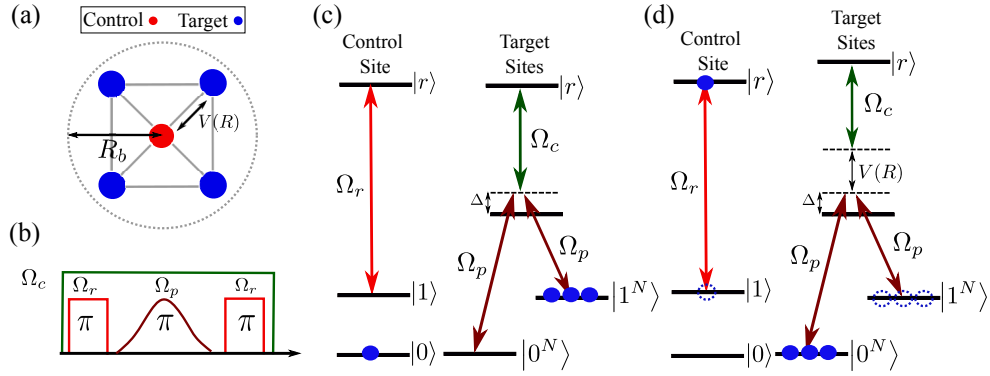 (a)
Control Target
V(R)
R_b
(b)
Ω_c
Ω_r Ω_p Ω_r
π π π
(c)
Control Site
Target Sites
|r⟩
|r⟩
Ω_c
Ω_r
Δ
Ω_p
Ω_p
|1⟩
|1^N⟩
|0⟩
|0^N⟩
(d)
Control Site
Target Sites
|r⟩
|r⟩
Ω_c
V(R)
Ω_r
Δ
Ω_p
Ω_p
|1⟩
|1^N⟩
|0⟩
|0^N⟩